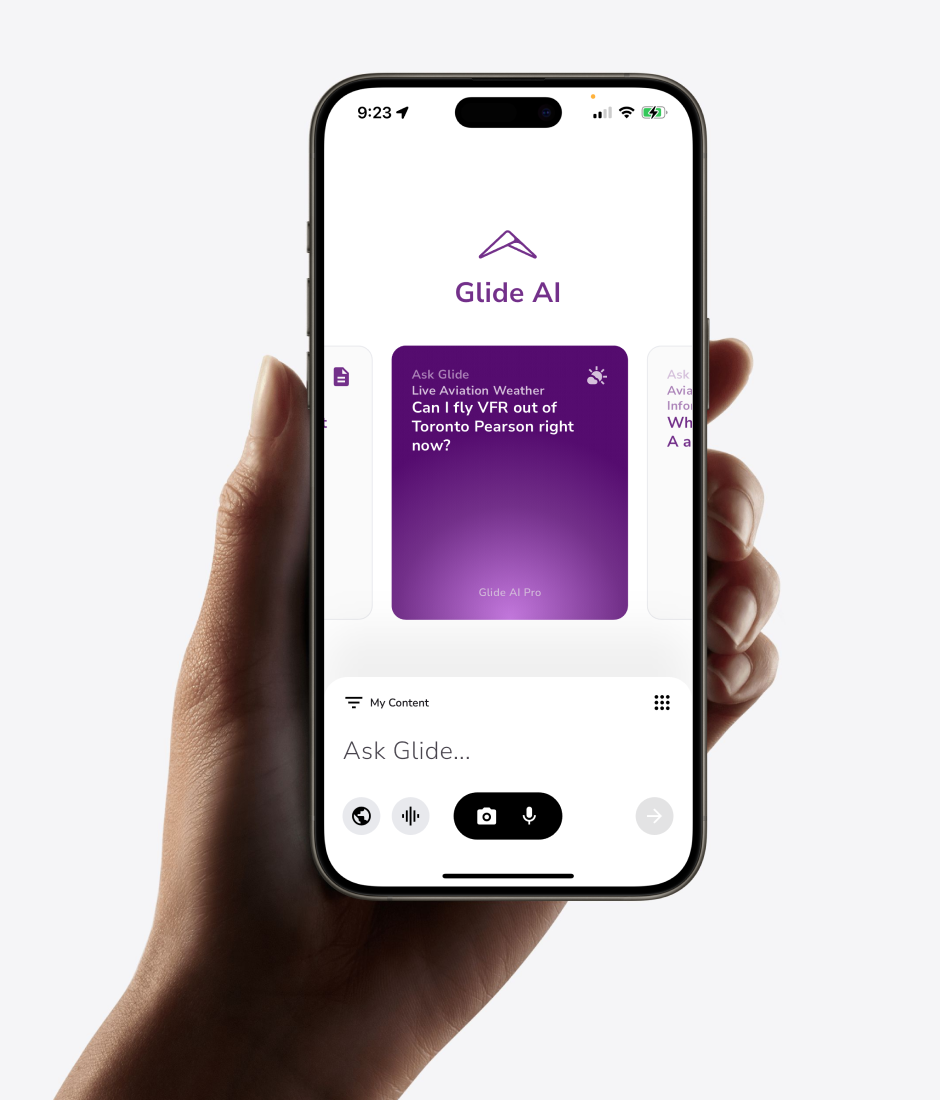 9:23
Glide AI
t
Ask Glide
Live Aviation Weather
Can I fly VFR out of
Toronto Pearson right
now?
Glide AI Pro
Ask
Avia
Infor
Wh
A a
My Content
Ask Glide...